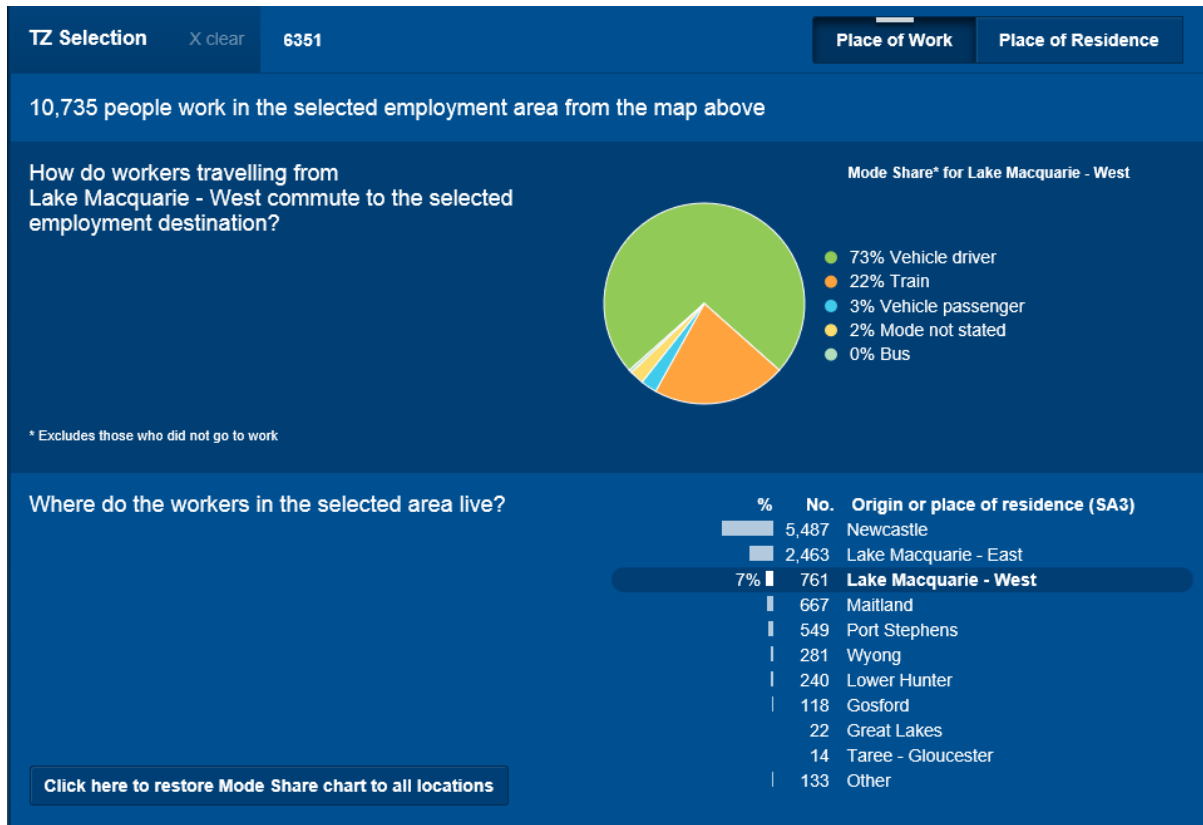 TZ Selection X clear 6351 Place of Work Place of Residence
10,735 people work in the selected employment area from the map above
How do workers travelling from
Lake Macquarie - West commute to the selected
employment destination?
Mode Share* for Lake Macquarie - West
73% Vehicle driver
22% Train
3% Vehicle passenger
2% Mode not stated
0% Bus
* Excludes those who did not go to work
Where do the workers in the selected area live?
% No. Origin or place of residence (SA3)
5,487 Newcastle
2,463 Lake Macquarie - East
7% 761 Lake Macquarie - West
667 Maitland
549 Port Stephens
281 Wyong
240 Lower Hunter
118 Gosford
22 Great Lakes
14 Taree - Gloucester
133 Other
Click here to restore Mode Share chart to all locations